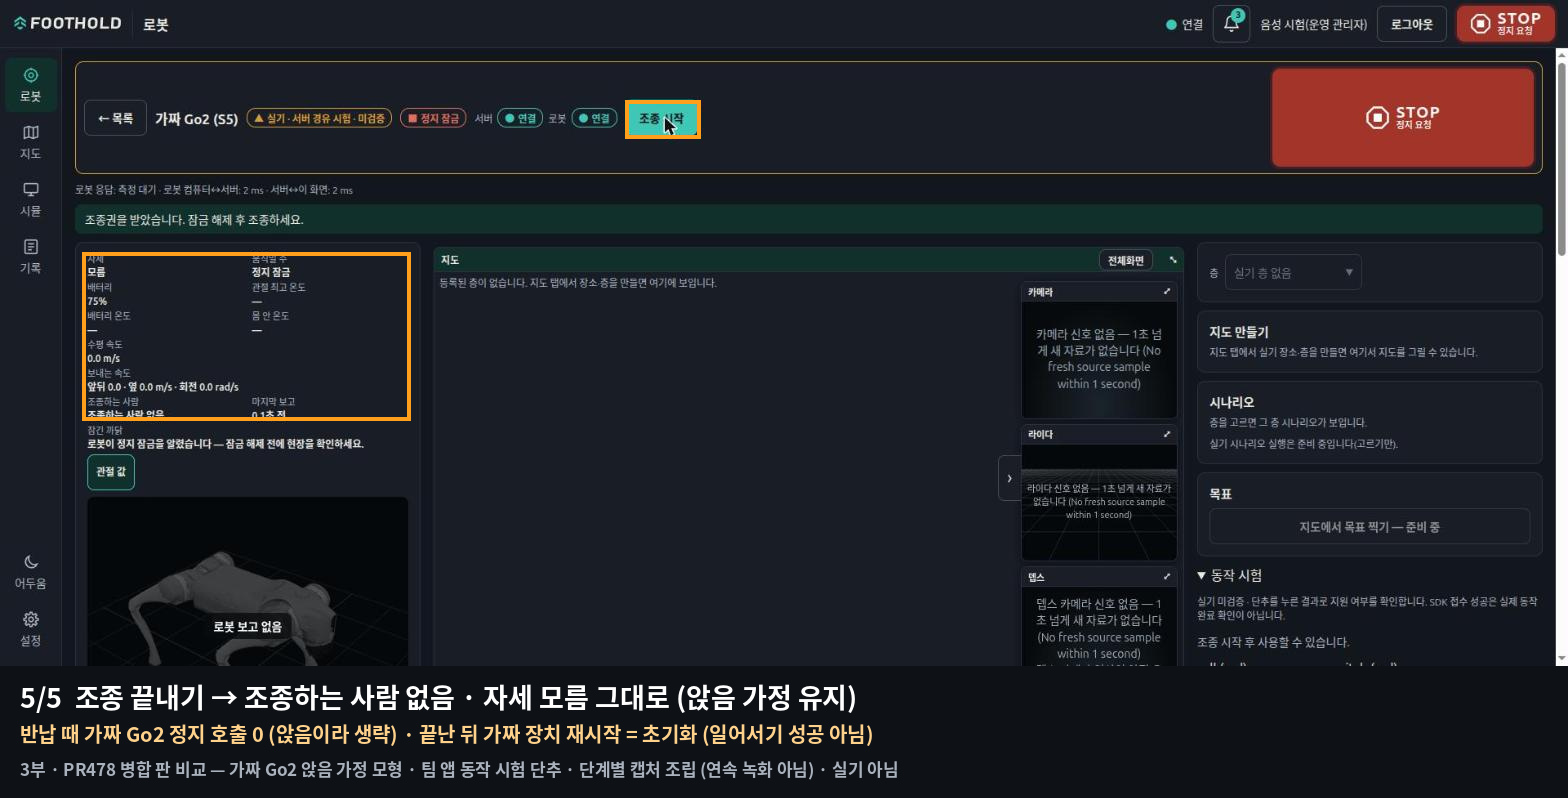 FOOTHOLD
로봇
연결
3
음성 시험(운영 관리자)
로그아웃
STOP
정지 요청
로봇
지도
시뮬
기록
어두움
설정
← 목록
가짜 Go2 (S5)
▲ 실기 · 서버 경유 시험 · 미검증
■ 정지 잠금
서버
● 연결
로봇
● 연결
조종 시작
STOP
정지 요청
로봇 응답: 측정 대기 · 로봇 컴퓨터↔서버: 2 ms · 서버↔이 화면: 2 ms
조종권을 받았습니다. 잠금 해제 후 조종하세요.
자세
움직일 수
모름
정지 잠금
배터리
관절 최고 온도
75%
—
배터리 온도
몸 안 온도
—
—
수평 속도
0.0 m/s
보내는 속도
앞뒤 0.0 · 옆 0.0 m/s · 회전 0.0 rad/s
조종하는 사람
마지막 보고
조종하는 사람 없음
0.1초 전
잠긴 까닭
로봇이 정지 잠금을 알렸습니다 — 잠금 해제 전에 현장을 확인하세요.
관절 값
로봇 보고 없음
지도
전체화면
등록된 층이 없습니다. 지도 탭에서 장소·층을 만들면 여기에 보입니다.
카메라
카메라 신호 없음 — 1초 넘
게 새 자료가 없습니다 (No
fresh source sample
within 1 second)
라이다
라이다 신호 없음 — 1초 넘게 새 자료가
없습니다 (No fresh source sample
within 1 second)
뎁스
뎁스 카메라 신호 없음 — 1
초 넘게 새 자료가 없습니다
(No fresh source sample
within 1 second)
층
실기 층 없음
지도 만들기
지도 탭에서 실기 장소·층을 만들면 여기서 지도를 그릴 수 있습니다.
시나리오
층을 고르면 그 층 시나리오가 보입니다.
실기 시나리오 실행은 준비 중입니다(고르기만).
목표
지도에서 목표 찍기 — 준비 중
▼ 동작 시험
실기 미검증 · 단추를 누른 결과로 지원 여부를 확인합니다. SDK 접수 성공은 실제 동작
완료 확인이 아닙니다.
조종 시작 후 사용할 수 있습니다.
5/5 조종 끝내기 → 조종하는 사람 없음 · 자세 모름 그대로 (앉음 가정 유지)
반납 때 가짜 Go2 정지 호출 0 (앉음이라 생략) · 끝난 뒤 가짜 장치 재시작 = 초기화 (일어서기 성공 아님)
3부 · PR478 병합 판 비교 — 가짜 Go2 앉음 가정 모형 · 팀 앱 동작 시험 단추 · 단계별 캡처 조립 (연속 녹화 아님) · 실기 아님